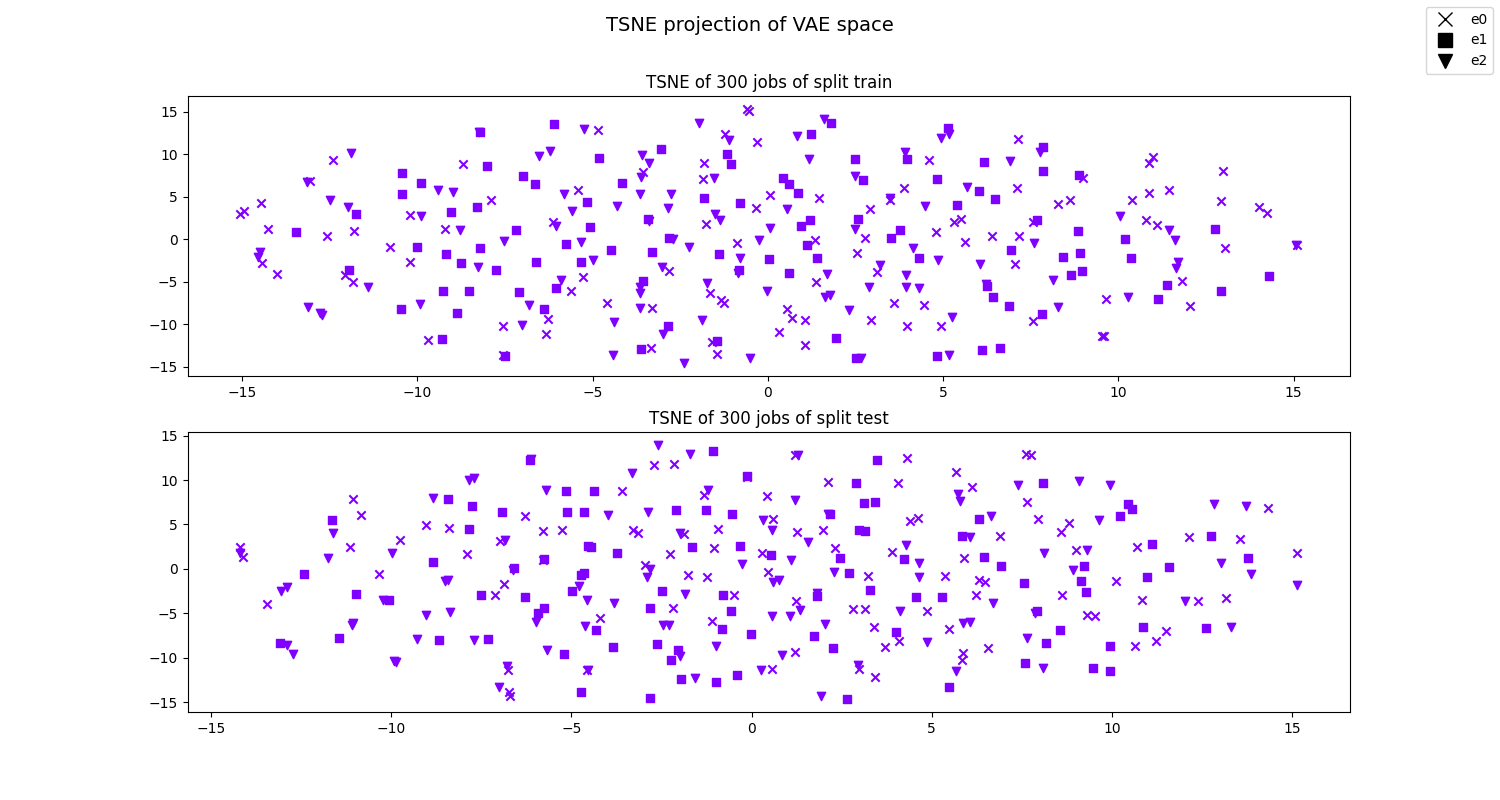 TSNE projection of VAE space
e0
e1
e2
TSNE of 300 jobs of split train
15
10
5
0
−5
−10
−15
−15 −10 −5 0 5 10 15
TSNE of 300 jobs of split test
15
10
5
0
−5
−10
−15
−15 −10 −5 0 5 10 15